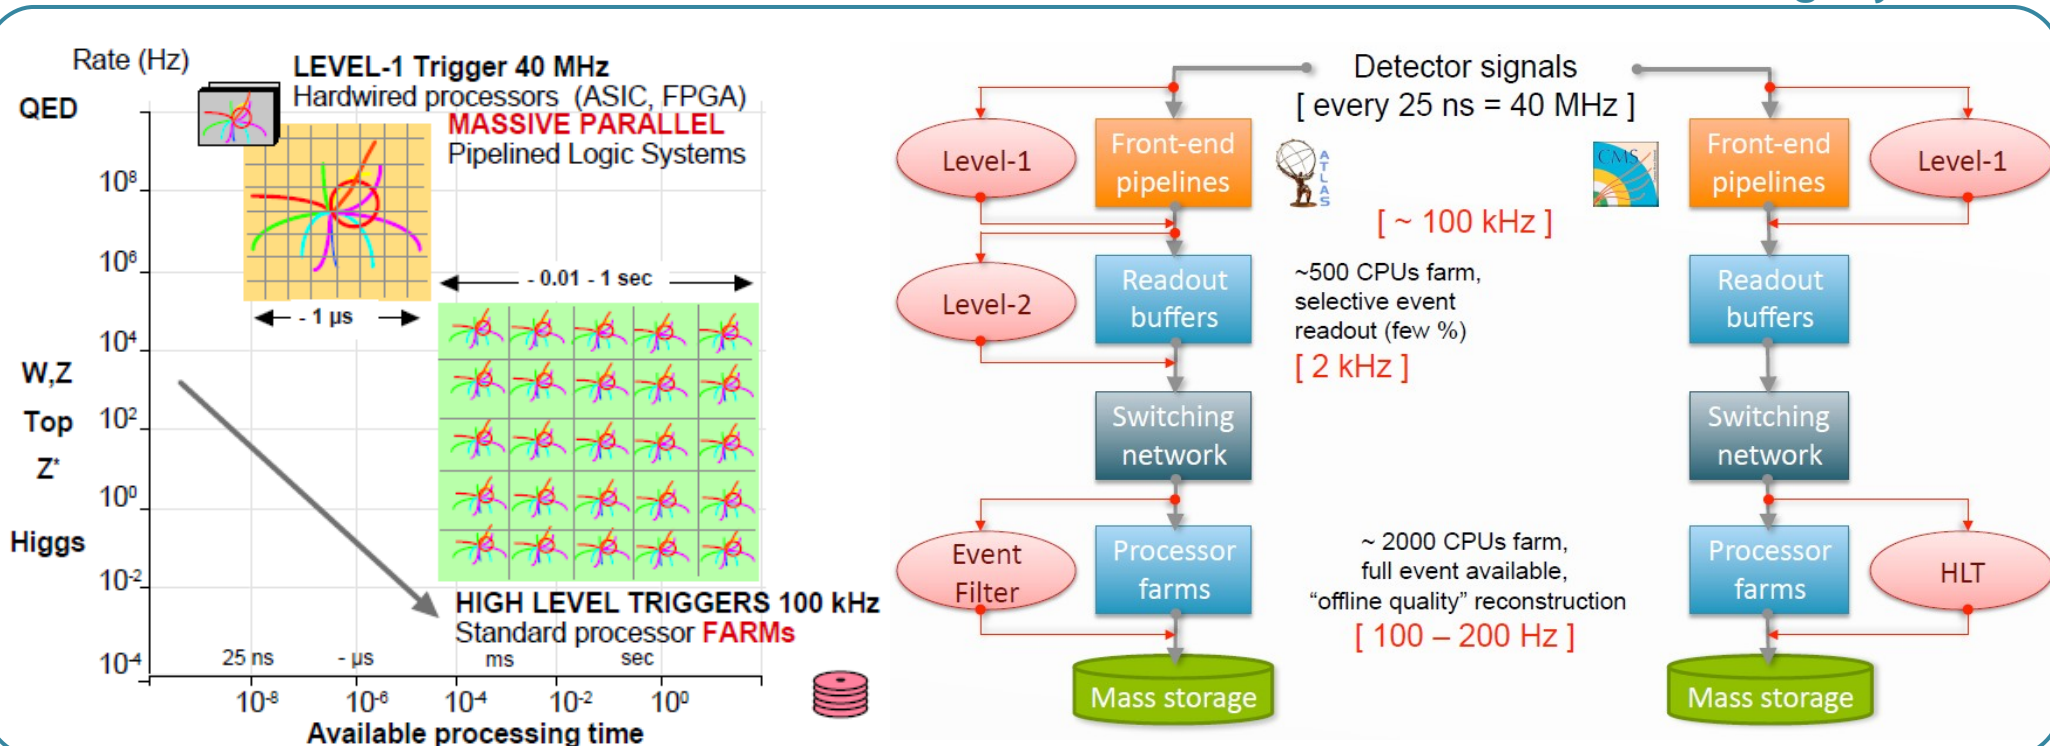 Rate (Hz)
LEVEL-1 Trigger 40 MHz
Hardwired processors (ASIC, FPGA)
MASSIVE PARALLEL
Pipelined Logic Systems
QED
10⁸
10⁶
10⁴
W,Z
10²
Top
Z*
10⁰
Higgs
10⁻²
10⁻⁴
- 1 µs
- 0.01 - 1 sec
HIGH LEVEL TRIGGERS 100 kHz
Standard processor FARMs
25 ns
- µs
ms
sec
10⁻⁸
10⁻⁶
10⁻⁴
10⁻²
10⁰
Available processing time
Detector signals
[ every 25 ns = 40 MHz ]
Level-1
Front-end
pipelines
ATLAS
CMS
Front-end
pipelines
Level-1
[ ~ 100 kHz ]
Level-2
Readout
buffers
~500 CPUs farm,
selective event
readout (few %)
[ 2 kHz ]
Readout
buffers
Switching
network
Switching
network
Event
Filter
Processor
farms
~ 2000 CPUs farm,
full event available,
“offline quality” reconstruction
[ 100 – 200 Hz ]
Processor
farms
HLT
Mass storage
Mass storage